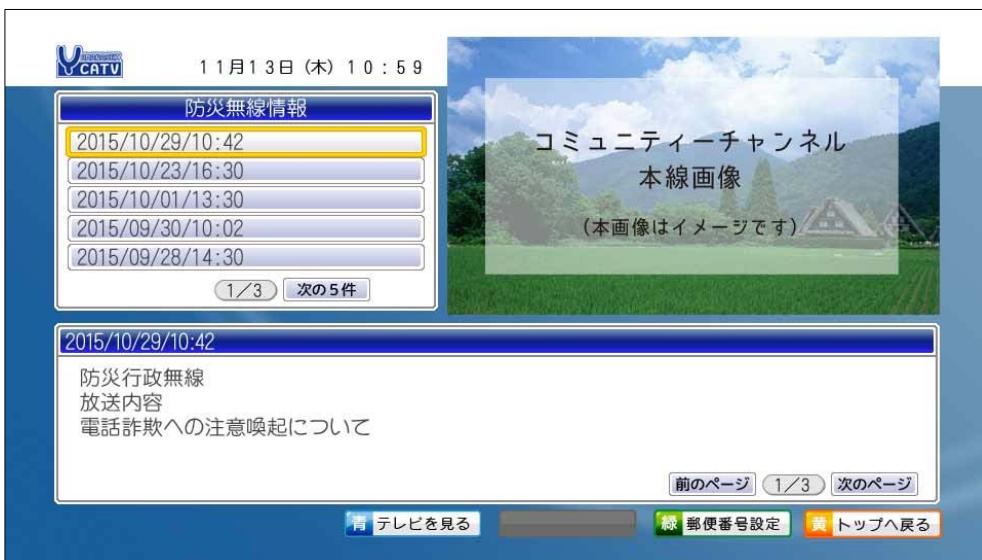 YCATV
11月13日(木) 10:59
防災無線情報
2015/10/29/10:42
2015/10/23/16:30
2015/10/01/13:30
2015/09/30/10:02
2015/09/28/14:30
1/3 次の5件
コミュニティーチャンネル
本線画像
(本画像はイメージです)
2015/10/29/10:42
防災行政無線
放送内容
電話詐欺への注意喚起について
前のページ 1/3 次のページ
青 テレビを見る 緑 郵便番号設定 黄 トップへ戻る